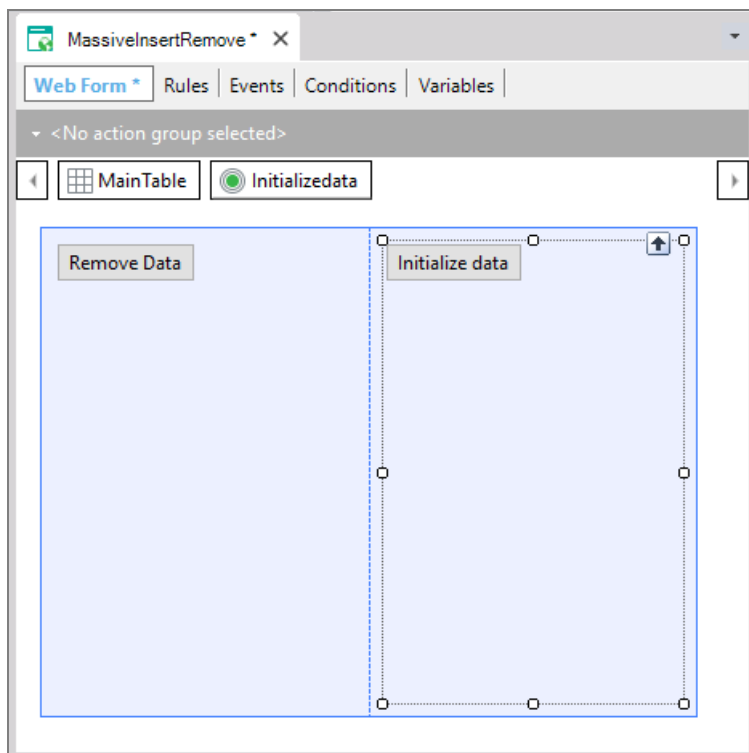 MassiveInsertRemove *
Web Form * Rules Events Conditions Variables
<No action group selected>
MainTable Initializedata
Remove Data Initialize data